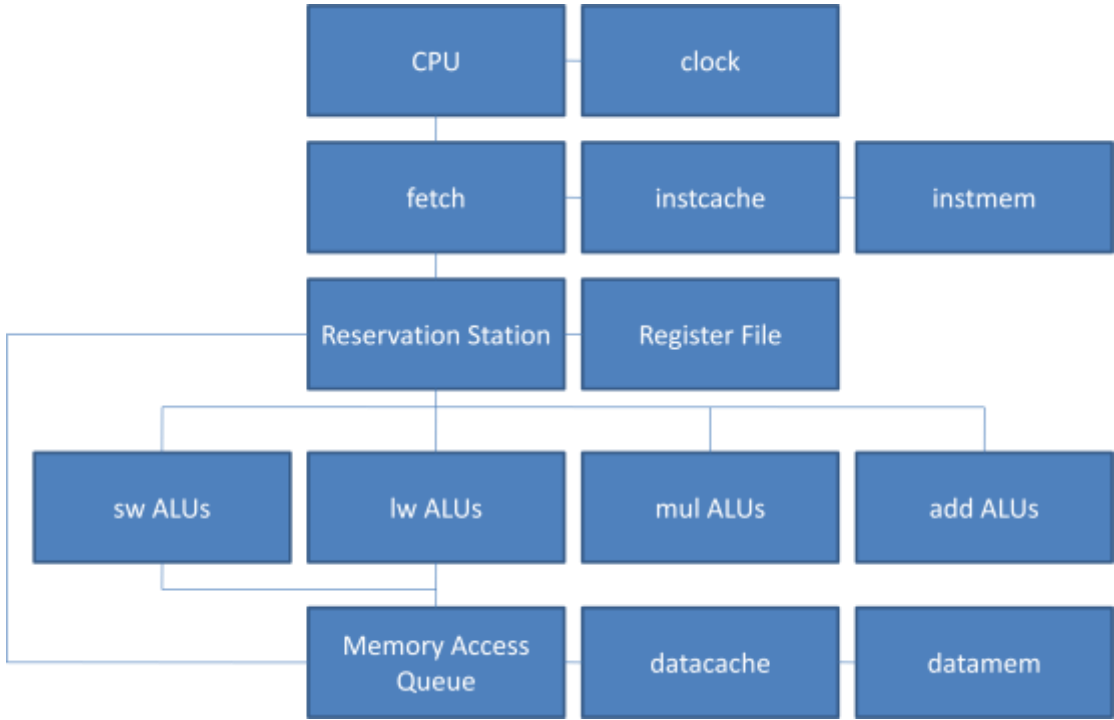 CPU
clock
fetch
instcache
instmem
Reservation Station
Register File
sw ALUs
lw ALUs
mul ALUs
add ALUs
Memory Access
Queue
datacache
datamem